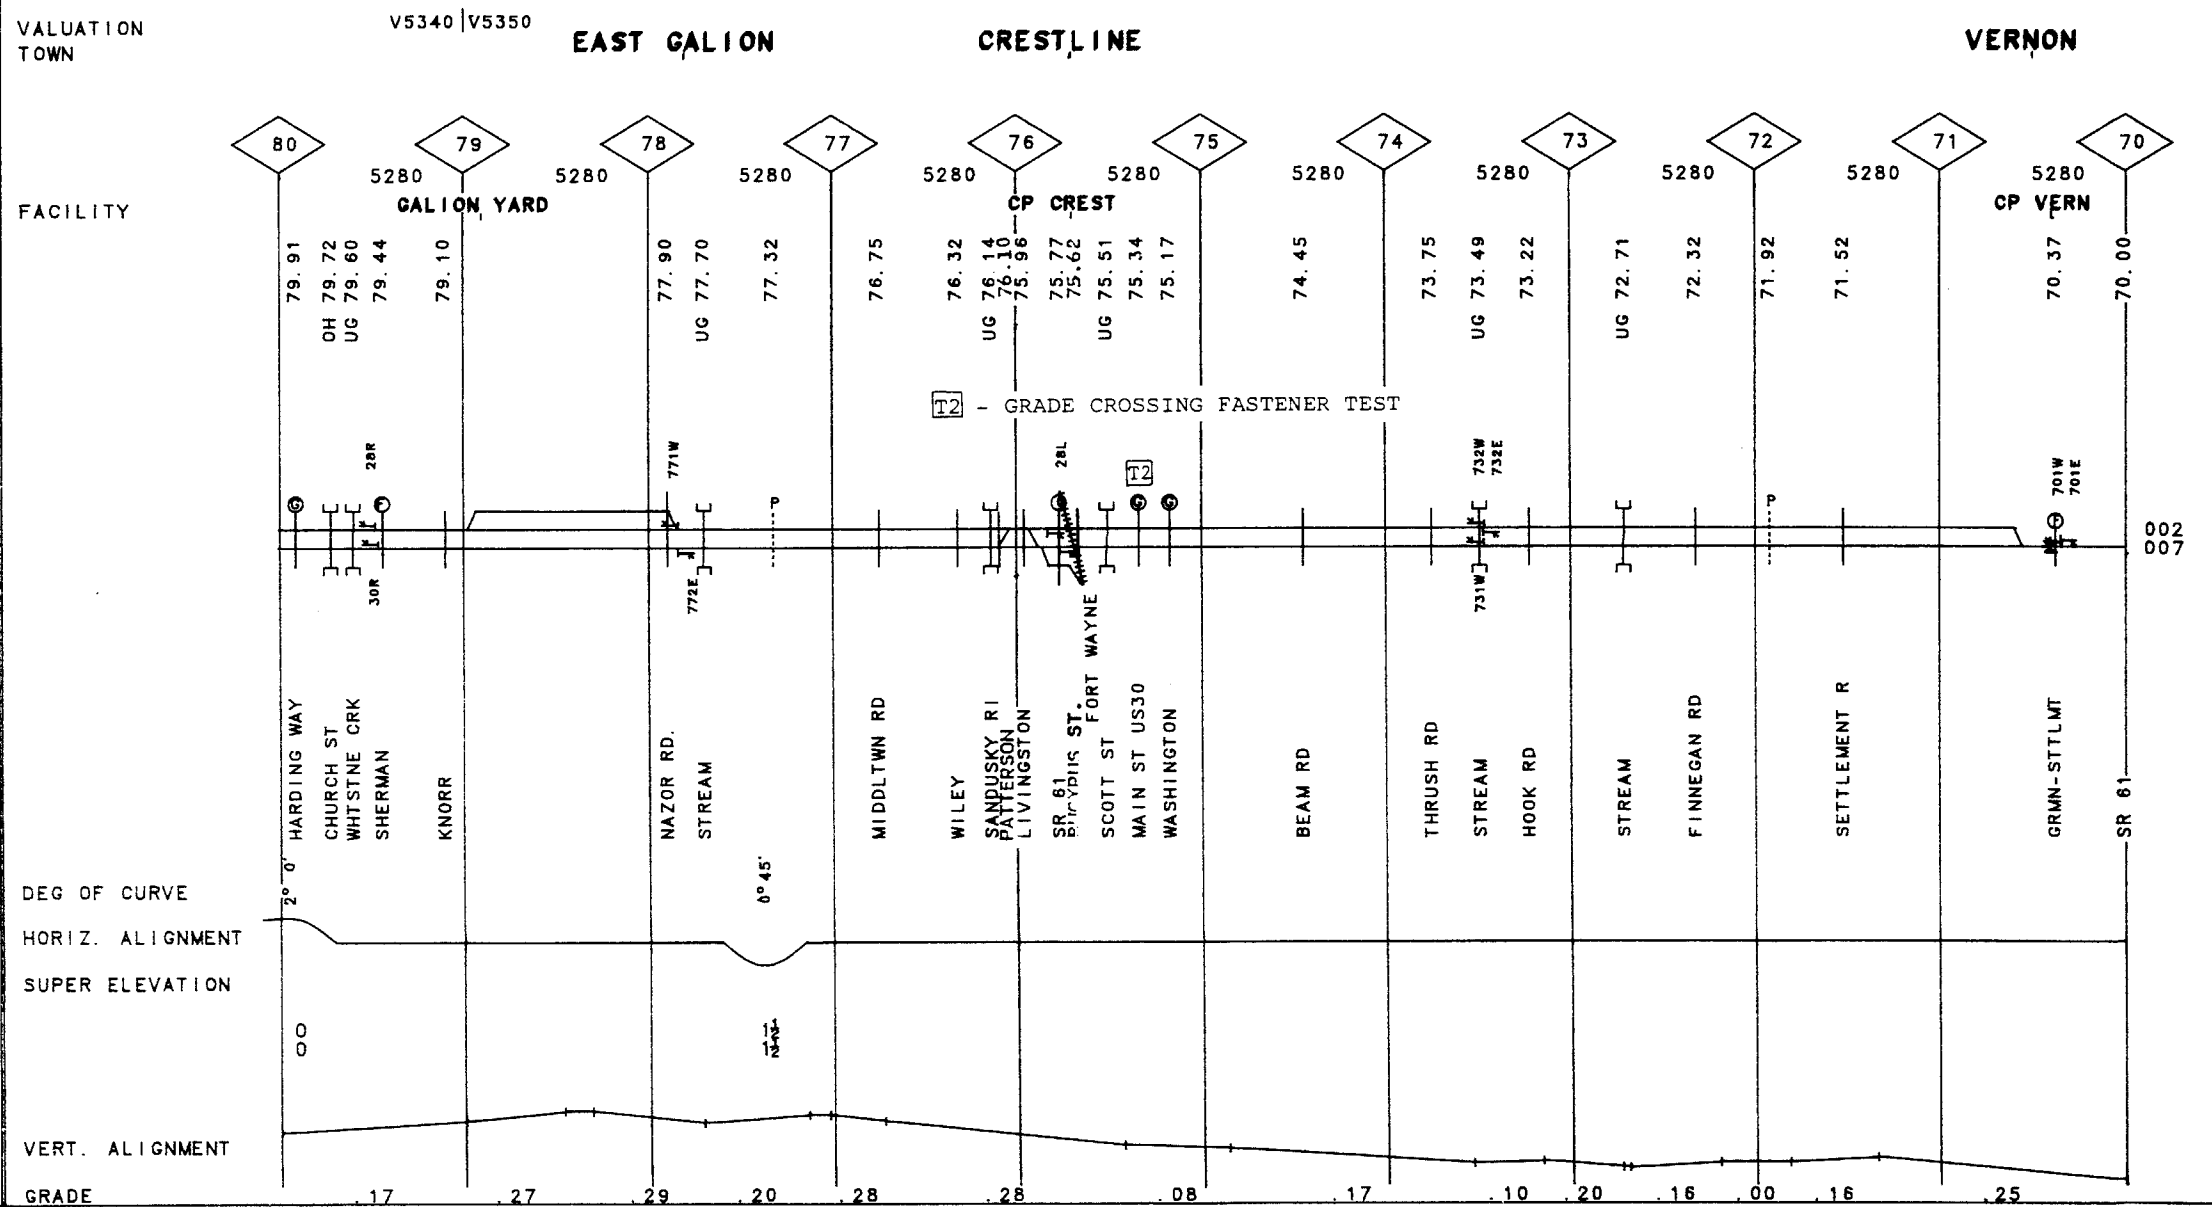 VALUATION
TOWN
V5340 | V5350
EAST GALION
CRESTLINE
VERNON
80
79
78
77
76
75
74
73
72
71
70
5280
5280
5280
5280
5280
5280
5280
5280
5280
5280
FACILITY
GALION YARD
CP CREST
CP VERN
79.91
OH 79.72
UG 79.60
79.44
79.10
77.90
UG 77.70
77.32
76.75
76.32
UG 76.14
76.10
75.96
75.77
75.62
UG 75.51
75.34
75.17
74.45
73.75
UG 73.49
73.22
UG 72.71
72.32
71.92
71.52
70.37
70.00
T2 - GRADE CROSSING FASTENER TEST
28R
771W
28L
T2
732W
732E
701W
701E
G
F
P
G
G
P
F
002
007
30R
772E
731W
HARDING WAY
CHURCH ST
WHTSTNE CRK
SHERMAN
KNORR
NAZOR RD.
STREAM
MIDDLTWN RD
WILEY
SANDUSKY RI
PATTERSON
LIVINGSTON
SR 61
ST.
FORT WAYNE
SCOTT ST
MAIN ST US30
WASHINGTON
BEAM RD
THRUSH RD
STREAM
HOOK RD
STREAM
FINNEGAN RD
SETTLEMENT R
GRMN-STTLMT
SR 61
DEG OF CURVE
2° 0'
0°45'
HORIZ. ALIGNMENT
SUPER ELEVATION
0
0
1½
1½
VERT. ALIGNMENT
GRADE
.17
.27
.29
.20
.28
.28
.08
.17
.10
.20
.16
.00
.16
.25